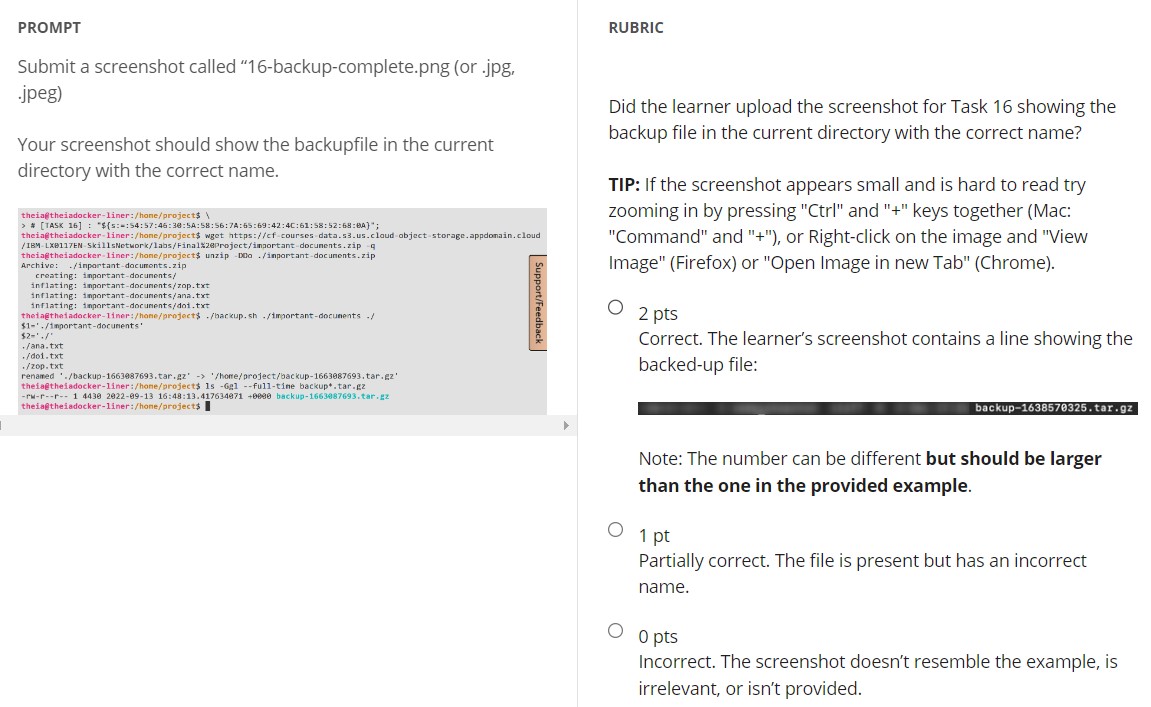 PROMPT
Submit a screenshot called “16-backup-complete.png (or .jpg,
.jpeg)
Your screenshot should show the backupfile in the current
directory with the correct name.
theia@theiadocker-liner:/home/project$ \
> # [TASK 16] : "${s:=:54:57:46:30:5A:58:56:7A:65:69:42:4C:61:58:52:68:0A}";
theia@theiadocker-liner:/home/project$ wget https://cf-courses-data.s3.us.cloud-object-storage.appdomain.cloud
/IBM-LX0117EN-SkillsNetwork/labs/Final%20Project/important-documents.zip -q
theia@theiadocker-liner:/home/project$ unzip -DDo ./important-documents.zip
Archive:  ./important-documents.zip
creating: important-documents/
inflating: important-documents/zop.txt
inflating: important-documents/ana.txt
inflating: important-documents/doi.txt
theia@theiadocker-liner:/home/project$ ./backup.sh ./important-documents ./
$1='./important-documents'
$2='./'
./ana.txt
./doi.txt
./zop.txt
renamed './backup-1663087693.tar.gz' -> '/home/project/backup-1663087693.tar.gz'
theia@theiadocker-liner:/home/project$ ls -Ggl --full-time backup*.tar.gz
-rw-r--r-- 1 4430 2022-09-13 16:48:13.417634071 +0000 backup-1663087693.tar.gz
theia@theiadocker-liner:/home/project$
Support/Feedback
RUBRIC
Did the learner upload the screenshot for Task 16 showing the
backup file in the current directory with the correct name?
TIP: If the screenshot appears small and is hard to read try
zooming in by pressing "Ctrl" and "+" keys together (Mac:
"Command" and "+"), or Right-click on the image and "View
Image" (Firefox) or "Open Image in new Tab" (Chrome).
2 pts
Correct. The learner’s screenshot contains a line showing the
backed-up file:
backup-1638570325.tar.gz
Note: The number can be different but should be larger
than the one in the provided example.
1 pt
Partially correct. The file is present but has an incorrect
name.
0 pts
Incorrect. The screenshot doesn’t resemble the example, is
irrelevant, or isn’t provided.